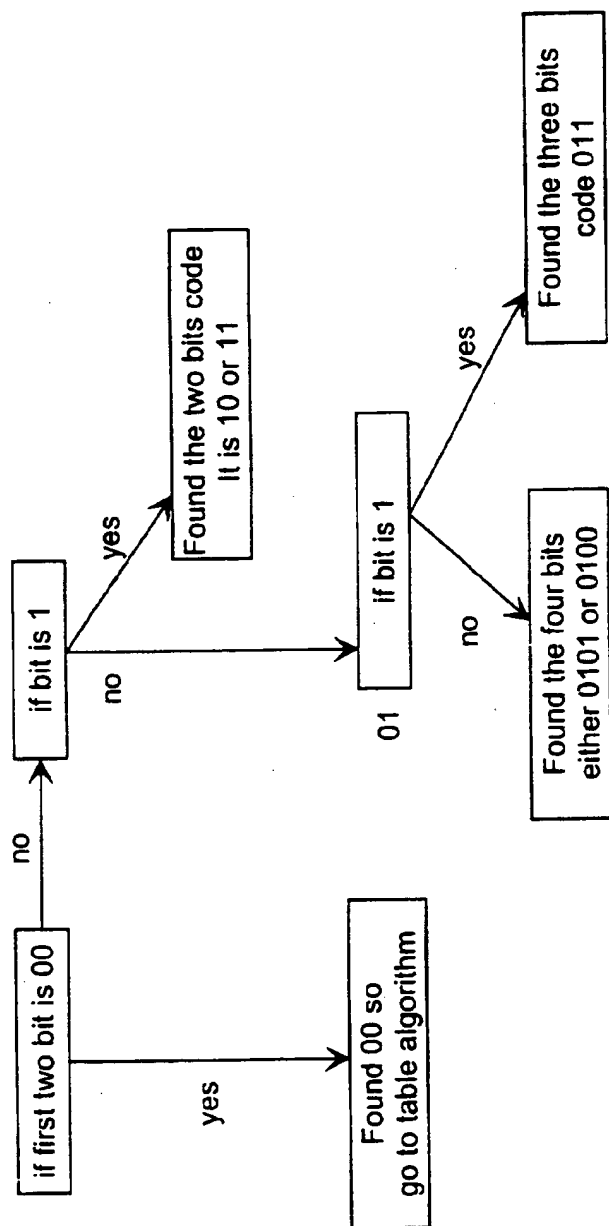 if first two bit is 00
no
if bit is 1
yes
Found the two bits code
It is 10 or 11
no
yes
Found 00 so
go to table algorithm
01
if bit is 1
yes
Found the three bits
code 011
no
Found the four bits
either 0101 or 0100